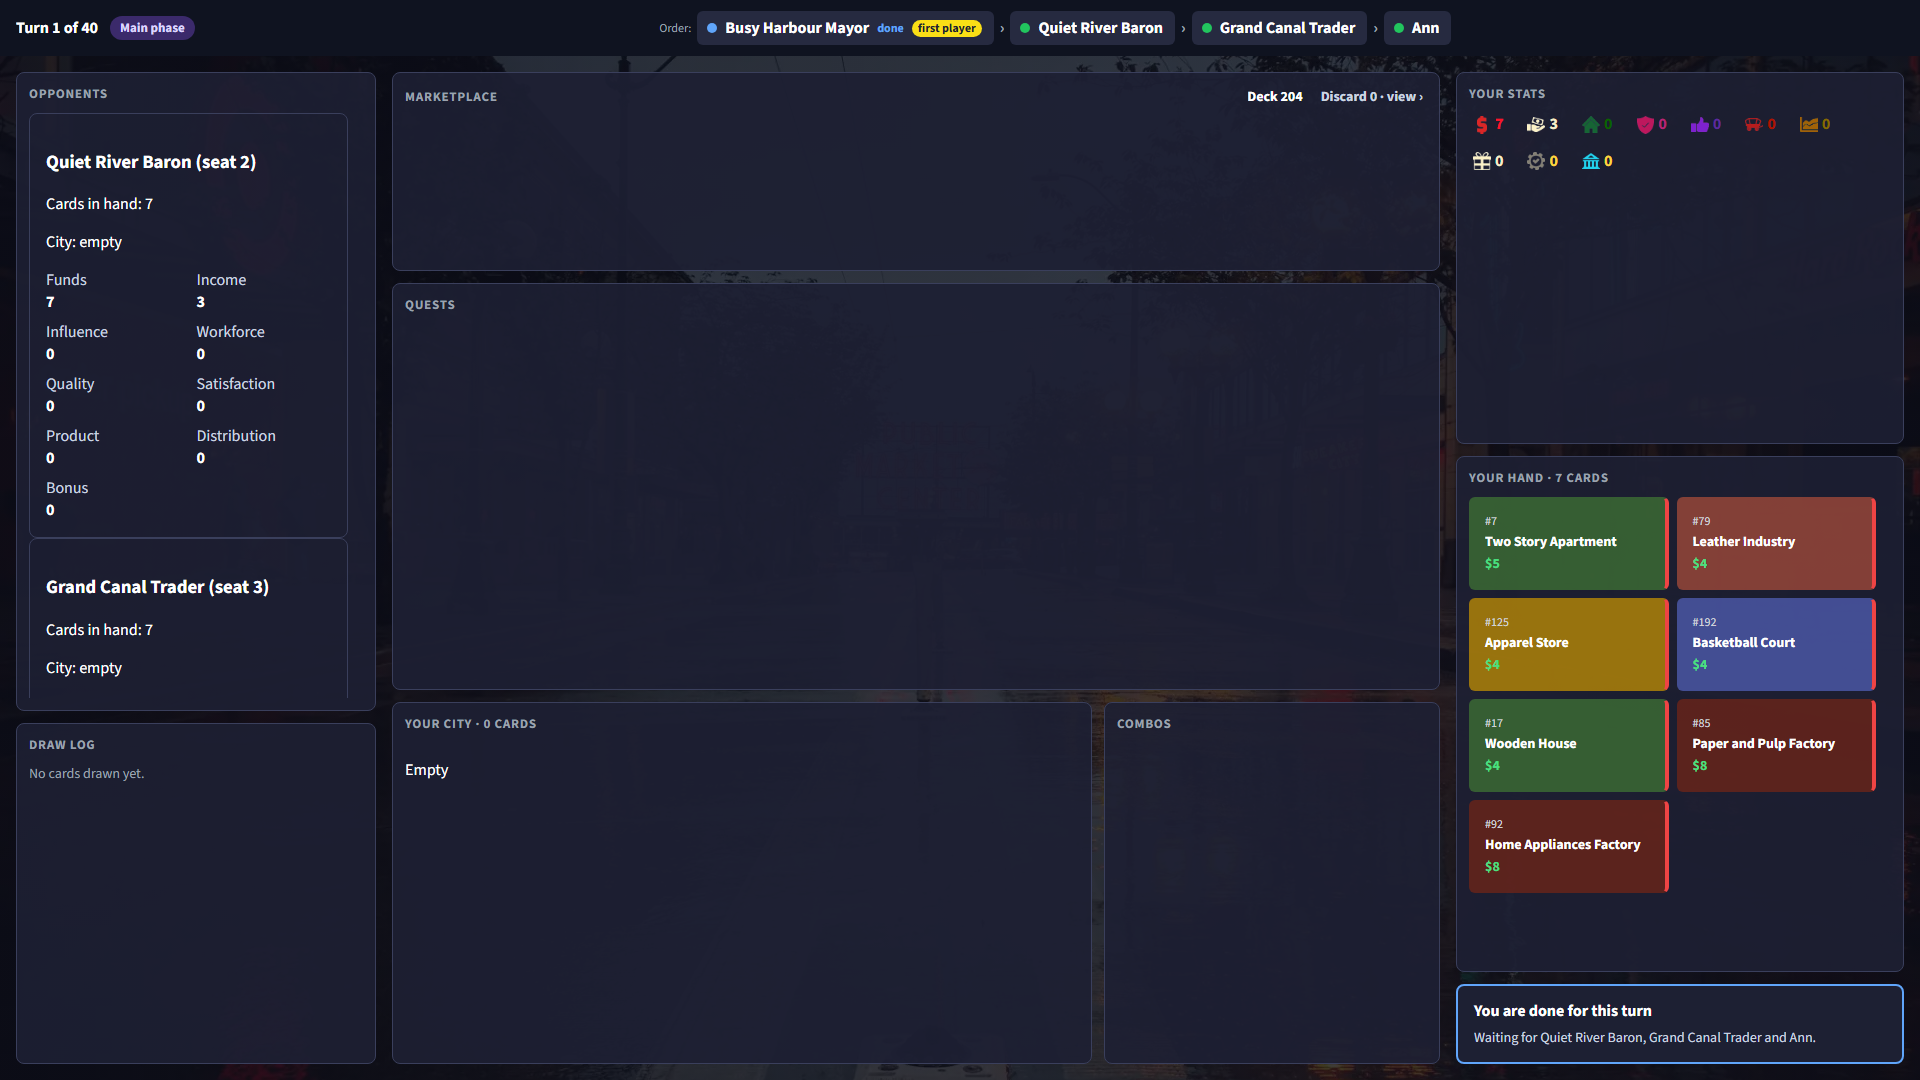 Turn 1 of 40
Main phase
Order:
Busy Harbour Mayor done first player › Quiet River Baron › Grand Canal Trader › Ann
OPPONENTS
Quiet River Baron (seat 2)
Cards in hand: 7
City: empty
Funds
7
Income
3
Influence
0
Workforce
0
Quality
0
Satisfaction
0
Product
0
Distribution
0
Bonus
0
Grand Canal Trader (seat 3)
Cards in hand: 7
City: empty
DRAW LOG
No cards drawn yet.
MARKETPLACE
Deck 204
Discard 0 · view ›
QUESTS
YOUR CITY · 0 CARDS
Empty
COMBOS
YOUR STATS
7 3 0 0 0 0 0
0 0 0
YOUR HAND · 7 CARDS
#7
Two Story Apartment
$5
#79
Leather Industry
$4
#125
Apparel Store
$4
#192
Basketball Court
$4
#17
Wooden House
$4
#85
Paper and Pulp Factory
$8
#92
Home Appliances Factory
$8
You are done for this turn
Waiting for Quiet River Baron, Grand Canal Trader and Ann.